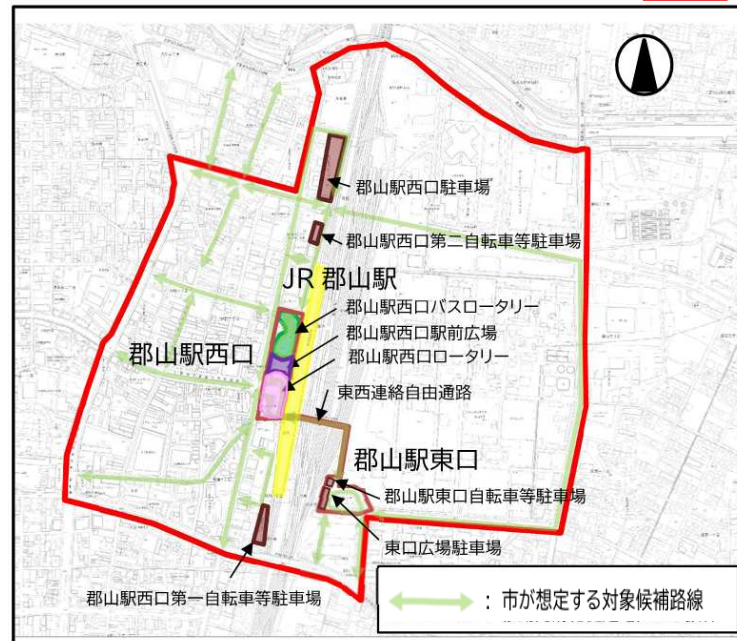 郡山駅西口駐車場
郡山駅西口第二自転車等駐車場
JR 郡山駅
郡山駅西口バスロータリー
郡山駅西口駅前広場
郡山駅西口
郡山駅西口ロータリー
東西連絡自由通路
郡山駅東口
郡山駅東口自転車等駐車場
東口広場駐車場
郡山駅西口第一自転車等駐車場
: 市が想定する対象候補路線